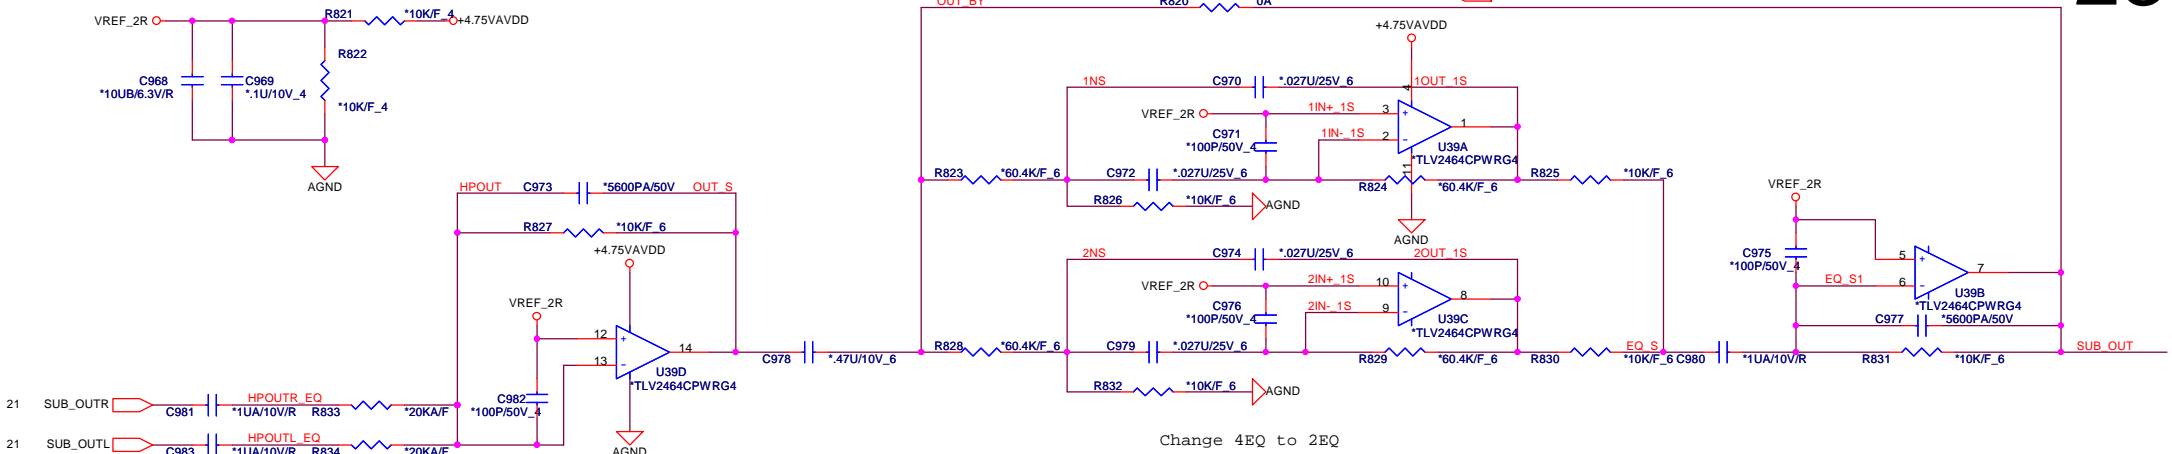 VREF_2R
R821
*10K/F_4
+4.75VAVDD
R822
*10K/F_4
C968
*10UB/6.3V/R
C969
*.1U/10V_4
AGND
OUT_BY
R820
0A
+4.75VAVDD
1NS
C970
*.027U/25V_6
1OUT_1S
4
VREF_2R
1IN+_1S
3
C971
*100P/50V_4
1IN-_1S
2
1
U39A
*TLV2464CPWRG4
11
R823
*60.4K/F_6
C972
*.027U/25V_6
R824
*60.4K/F_6
R825
*10K/F_6
R826
*10K/F_6
AGND
AGND
HPOUT
C973
*5600PA/50V
OUT_S
R827
*10K/F_6
+4.75VAVDD
VREF_2R
12
13
14
U39D
*TLV2464CPWRG4
C982
*100P/50V_4
AGND
C978
*.47U/10V_6
2NS
C974
*.027U/25V_6
2OUT_1S
VREF_2R
2IN+_1S
10
C976
*100P/50V_4
2IN-_1S
9
8
U39C
*TLV2464CPWRG4
R828
*60.4K/F_6
C979
*.027U/25V_6
R829
*60.4K/F_6
R830
*10K/F_6
EQ_S
R832
*10K/F_6
AGND
VREF_2R
C975
*100P/50V_4
5
EQ_S1
6
7
U39B
*TLV2464CPWRG4
C977
*5600PA/50V
C980
*1UA/10V/R
R831
*10K/F_6
SUB_OUT
21
SUB_OUTR
C981
HPOUTR_EQ
*1UA/10V/R
R833
*20KA/F
21
SUB_OUTL
C983
HPOUTL_EQ
*1UA/10V/R
R834
*20KA/F
Change 4EQ to 2EQ